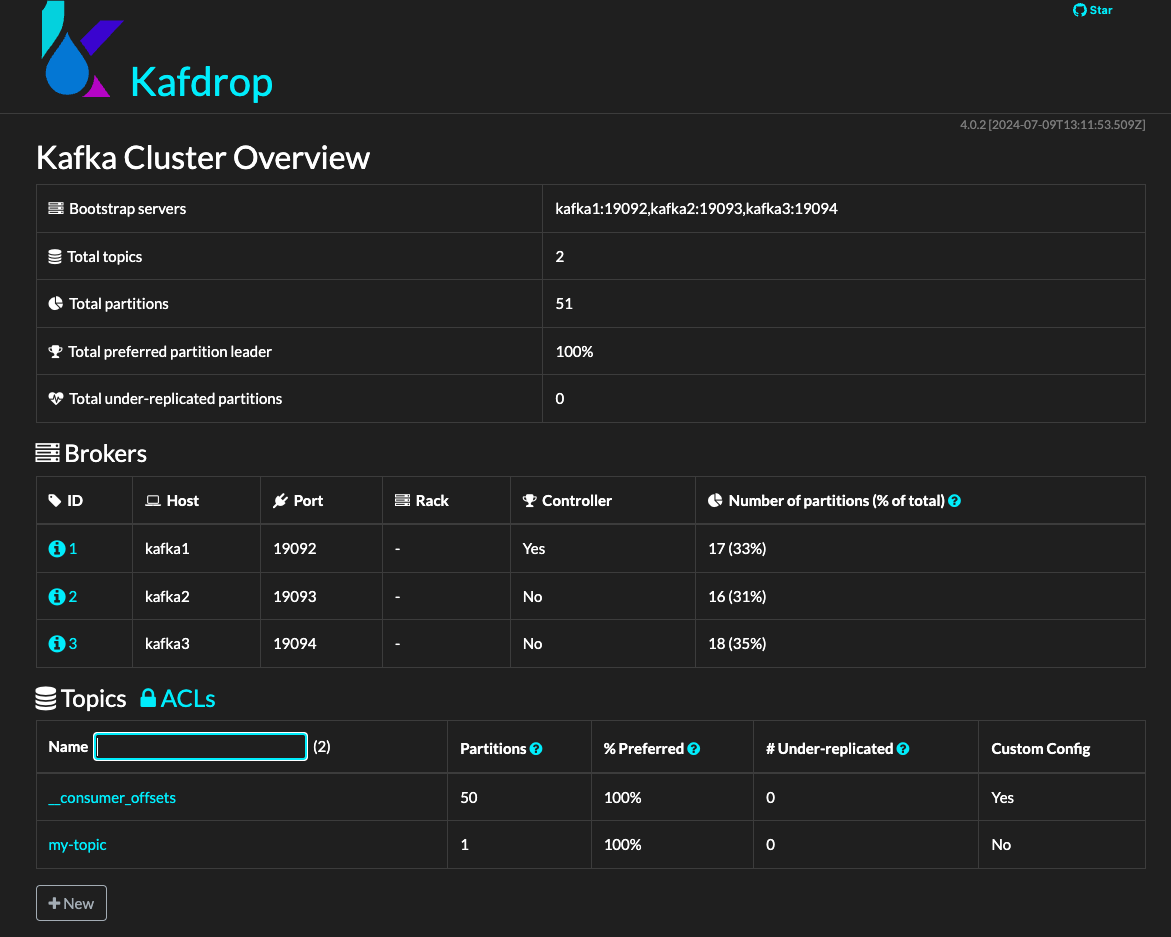 Star
Kafdrop
4.0.2 [2024-07-09T13:11:53.509Z]
Kafka Cluster Overview
Bootstrap servers kafka1:19092,kafka2:19093,kafka3:19094
Total topics 2
Total partitions 51
Total preferred partition leader 100%
Total under-replicated partitions 0
Brokers
ID Host Port Rack Controller Number of partitions (% of total) ?
1 kafka1 19092 - Yes 17 (33%)
2 kafka2 19093 - No 16 (31%)
3 kafka3 19094 - No 18 (35%)
Topics ACLs
Name (2) Partitions ? % Preferred ? # Under-replicated ? Custom Config
__consumer_offsets 50 100% 0 Yes
my-topic 1 100% 0 No
+ New